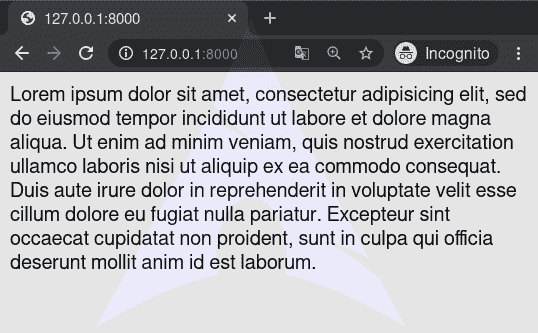 127.0.0.1:8000
127.0.0.1:8000 Incognito
Lorem ipsum dolor sit amet, consectetur adipisicing elit, sed
do eiusmod tempor incididunt ut labore et dolore magna
aliqua. Ut enim ad minim veniam, quis nostrud exercitation
ullamco laboris nisi ut aliquip ex ea commodo consequat.
Duis aute irure dolor in reprehenderit in voluptate velit esse
cillum dolore eu fugiat nulla pariatur. Excepteur sint
occaecat cupidatat non proident, sunt in culpa qui officia
deserunt mollit anim id est laborum.